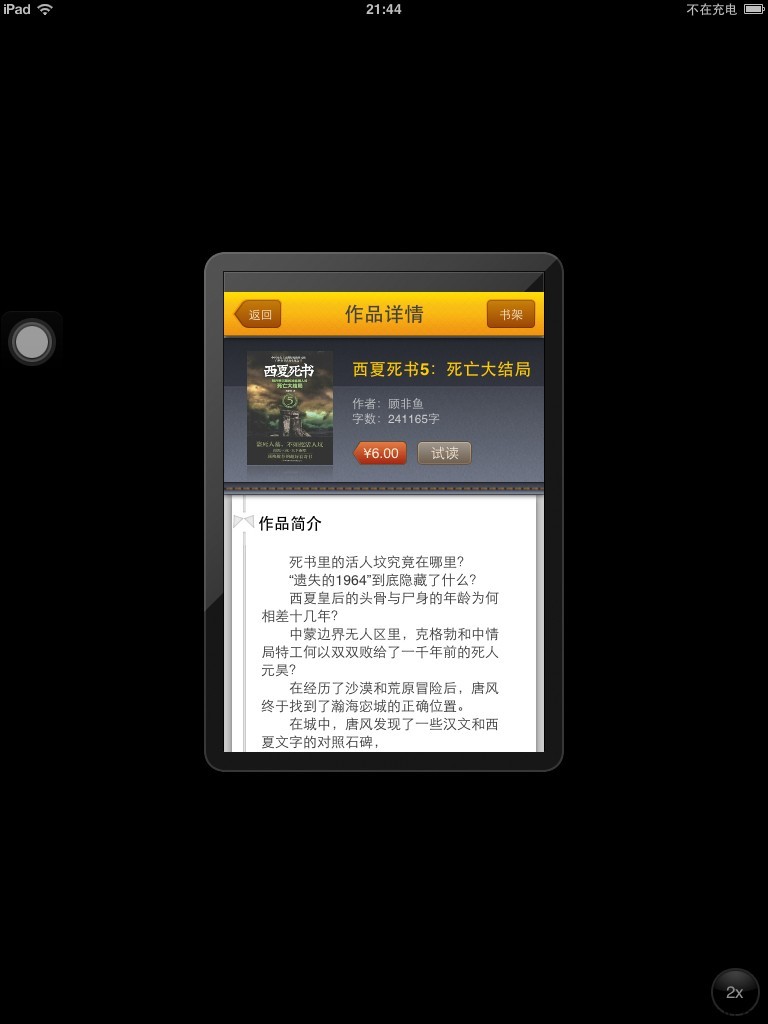 iPad 21:44 不在充电
返回 作品详情 书架
西夏死书
死亡大结局
5
西夏死书5：死亡大结局
作者：顾非鱼
字数：241165字
¥6.00 试读
作品简介
死书里的活人坟究竟在哪里？
“遗失的1964”到底隐藏了什么？
西夏皇后的头骨与尸身的年龄为何
相差十几年？
中蒙边界无人区里，克格勃和中情
局特工何以双双败给了一千年前的死人
元昊？
在经历了沙漠和荒原冒险后，唐风
终于找到了瀚海宓城的正确位置。
在城中，唐风发现了一些汉文和西
夏文字的对照石碑，
2x